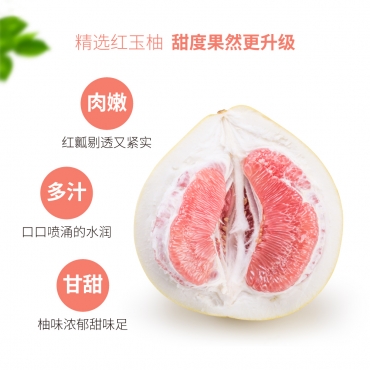 精选红玉柚 甜度果然更升级
肉嫩
红瓤剔透又紧实
多汁
口口喷涌的水润
甘甜
柚味浓郁甜味足